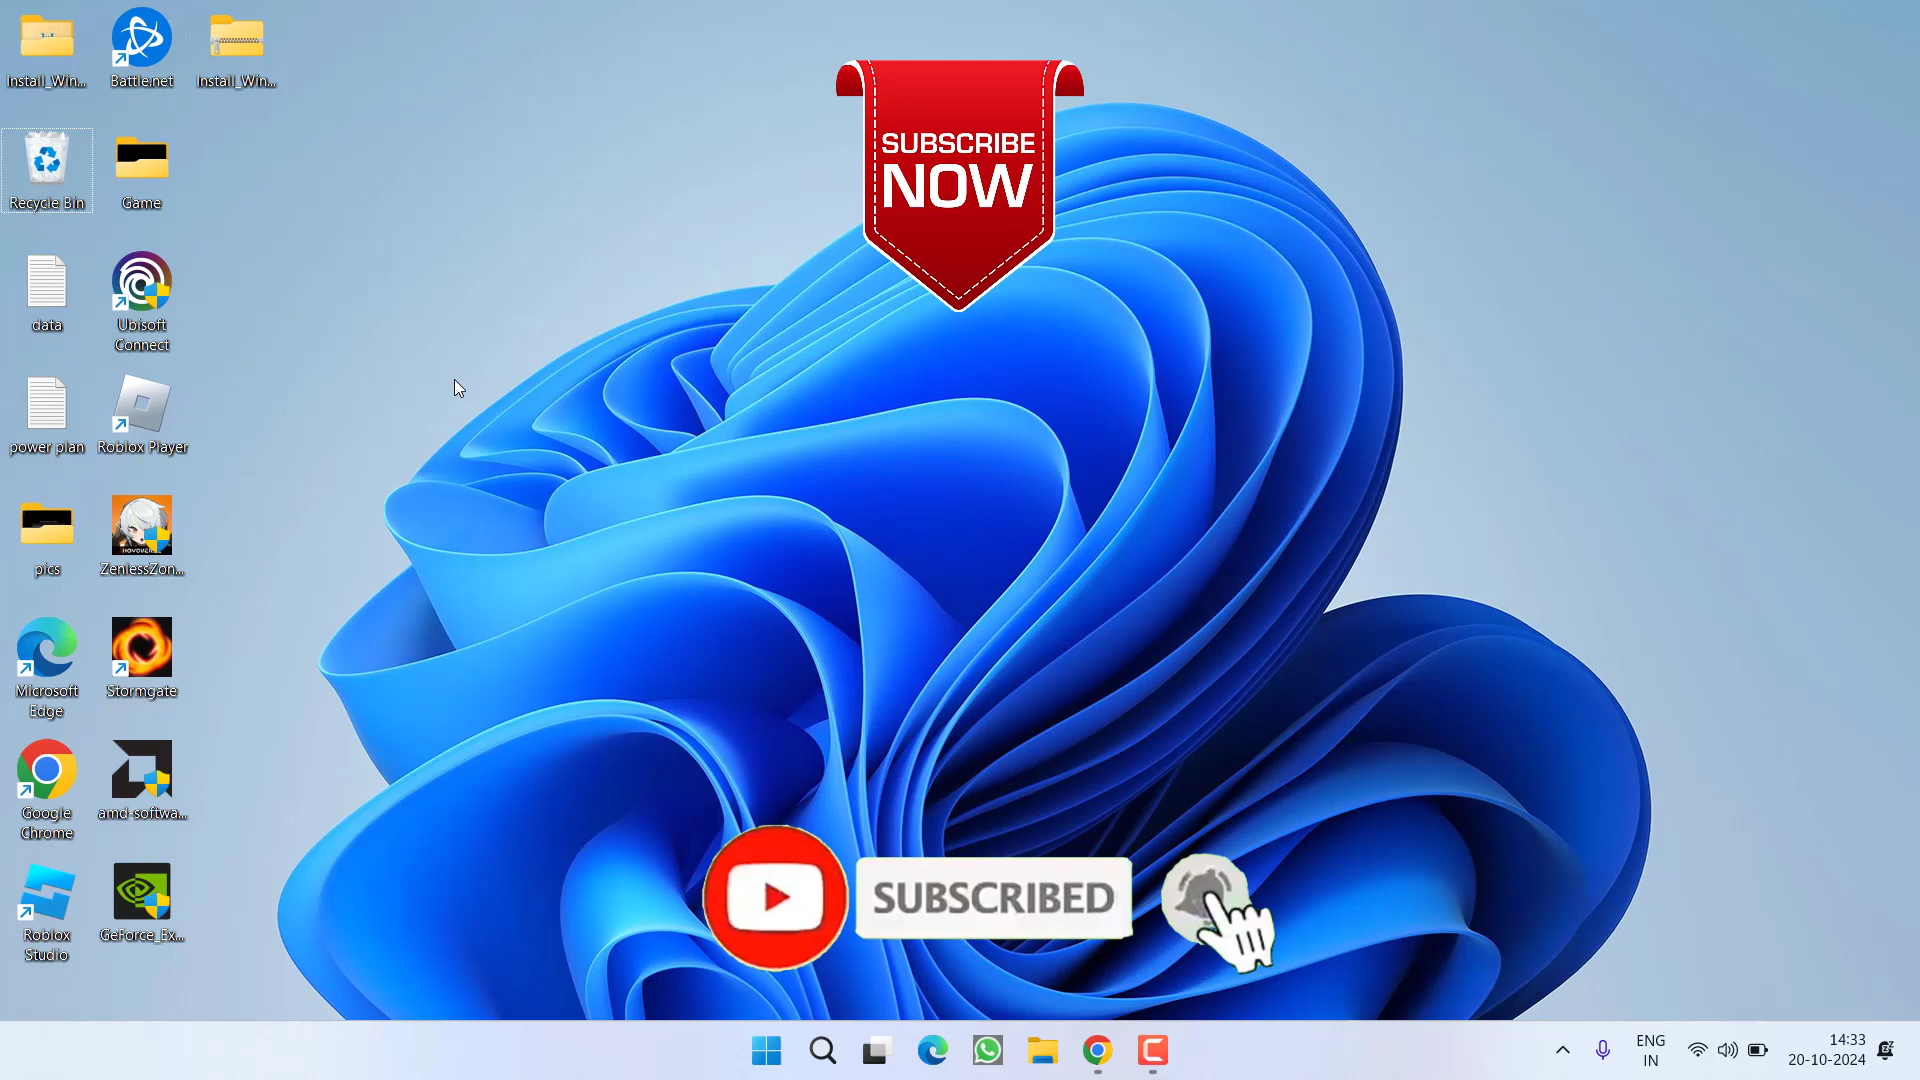 Install_Win...
Battle.net
Install_Win...
Recycle Bin
Game
data
Ubisoft
Connect
power plan
Roblox Player
pics
HOYOVERSE
ZenlessZon...
Microsoft
Edge
Stormgate
Google
Chrome
amd-softwa...
Roblox
Studio
GeForce_Ex...
SUBSCRIBE
NOW
SUBSCRIBED
ENG
IN
14:33
20-10-2024